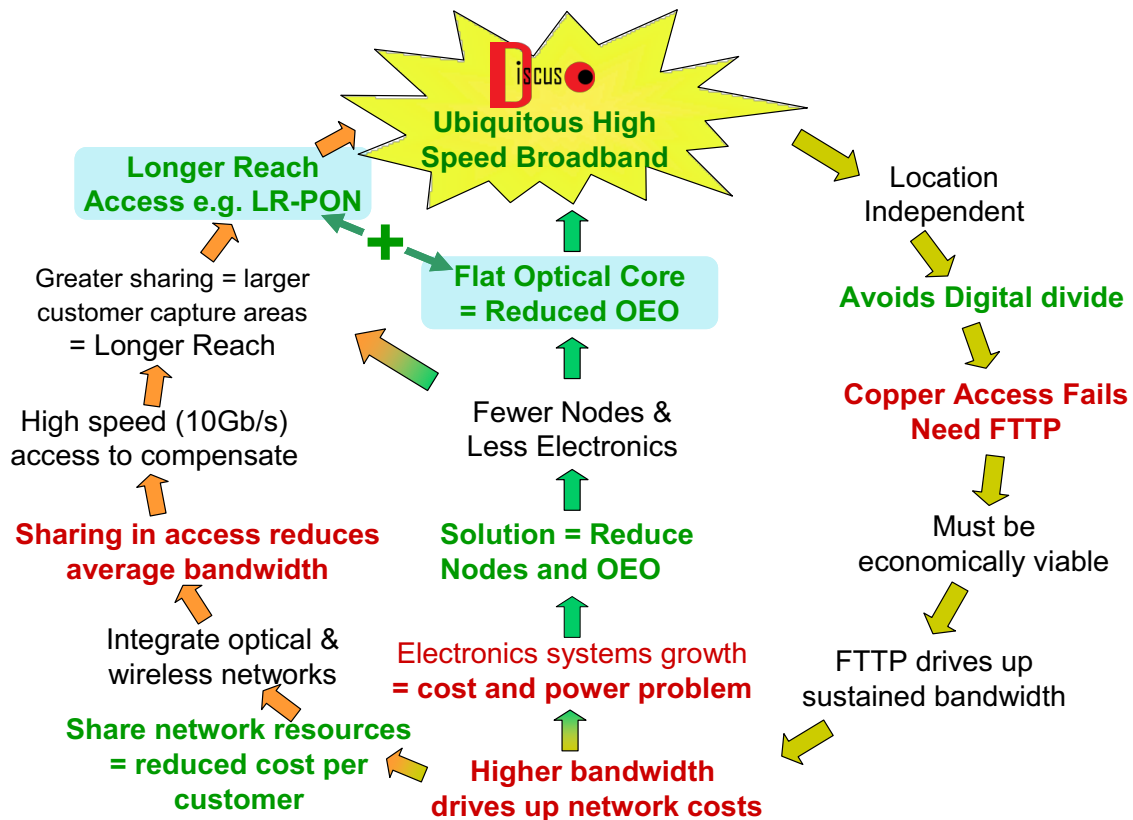 Discus
Ubiquitous High
Speed Broadband
Longer Reach
Access e.g. LR-PON
+
Flat Optical Core
= Reduced OEO
Greater sharing = larger
customer capture areas
= Longer Reach
High speed (10Gb/s)
access to compensate
Sharing in access reduces
average bandwidth
Integrate optical &
wireless networks
Share network resources
= reduced cost per
customer
Fewer Nodes &
Less Electronics
Solution = Reduce
Nodes and OEO
Electronics systems growth
= cost and power problem
Higher bandwidth
drives up network costs
Location
Independent
Avoids Digital divide
Copper Access Fails
Need FTTP
Must be
economically viable
FTTP drives up
sustained bandwidth